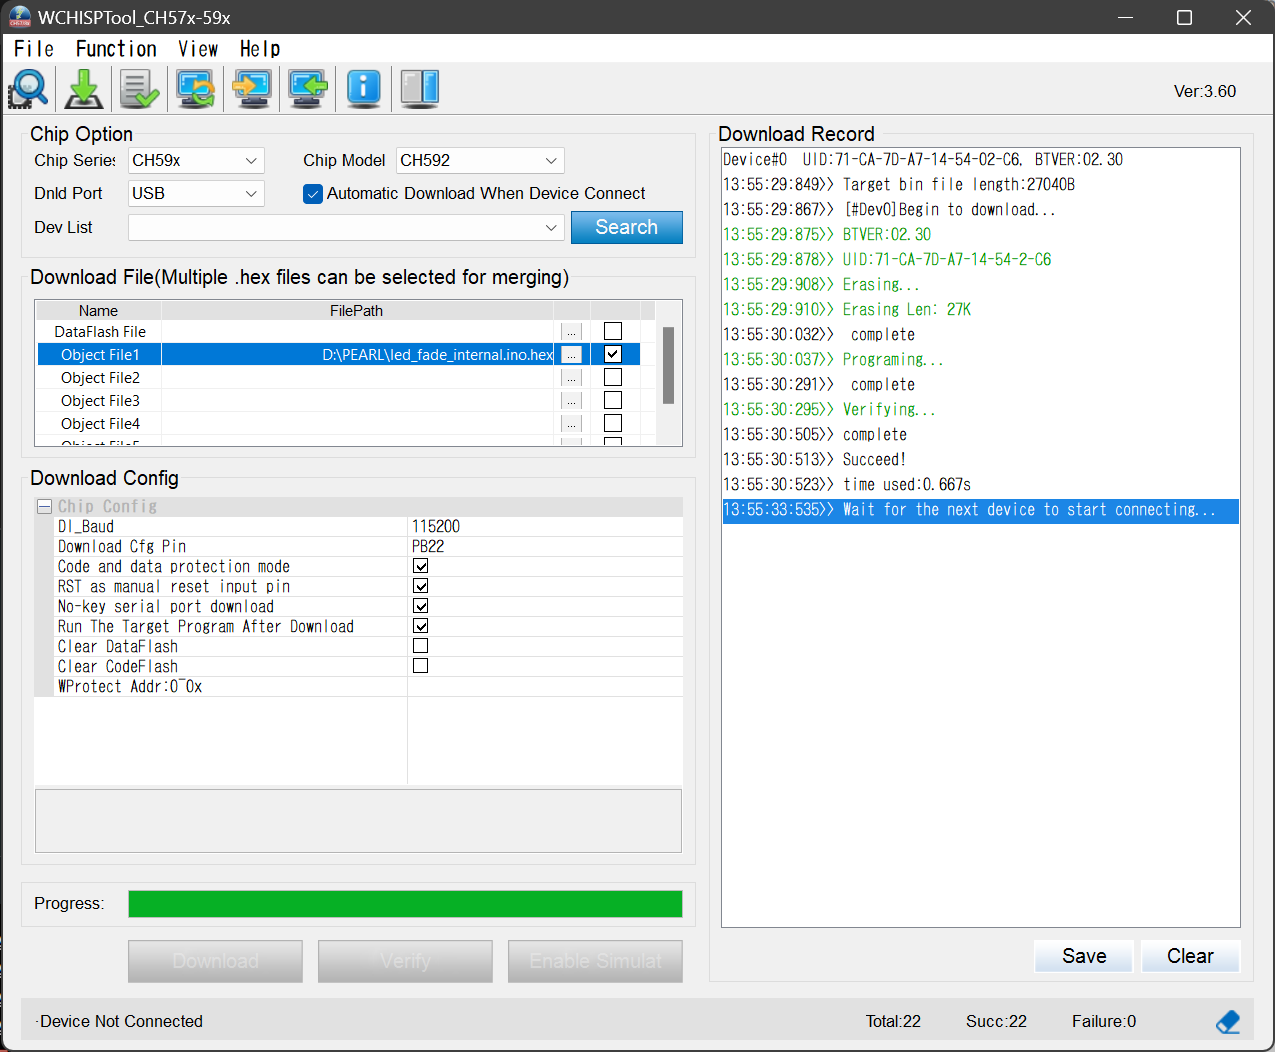 WCHISPTool_CH57x-59x
File Function View Help
Ver:3.60
Chip Option
Chip Series CH59x Chip Model CH592
Dnld Port USB Automatic Download When Device Connect
Dev List Search
Download File(Multiple .hex files can be selected for merging)
Name FilePath
DataFlash File ...
Object File1 D:\PEARL\led_fade_internal.ino.hex ...
Object File2 ...
Object File3 ...
Object File4 ...
Object File5
Download Config
Chip Config
Dl_Baud 115200
Download Cfg Pin PB22
Code and data protection mode
RST as manual reset input pin
No-key serial port download
Run The Target Program After Download
Clear DataFlash
Clear CodeFlash
WProtect Addr:0~0x
Progress:
Download Verify Enable Simulat
Download Record
Device#0 UID:71-CA-7D-A7-14-54-02-C6, BTVER:02.30
13:55:29:849>> Target bin file length:27040B
13:55:29:867>> [#Dev0]Begin to download...
13:55:29:875>> BTVER:02.30
13:55:29:878>> UID:71-CA-7D-A7-14-54-2-C6
13:55:29:908>> Erasing...
13:55:29:910>> Erasing Len: 27K
13:55:30:032>> complete
13:55:30:037>> Programing...
13:55:30:291>> complete
13:55:30:295>> Verifying...
13:55:30:505>> complete
13:55:30:513>> Succeed!
13:55:30:523>> time used:0.667s
13:55:33:535>> Wait for the next device to start connecting...
Save Clear
·Device Not Connected Total:22 Succ:22 Failure:0